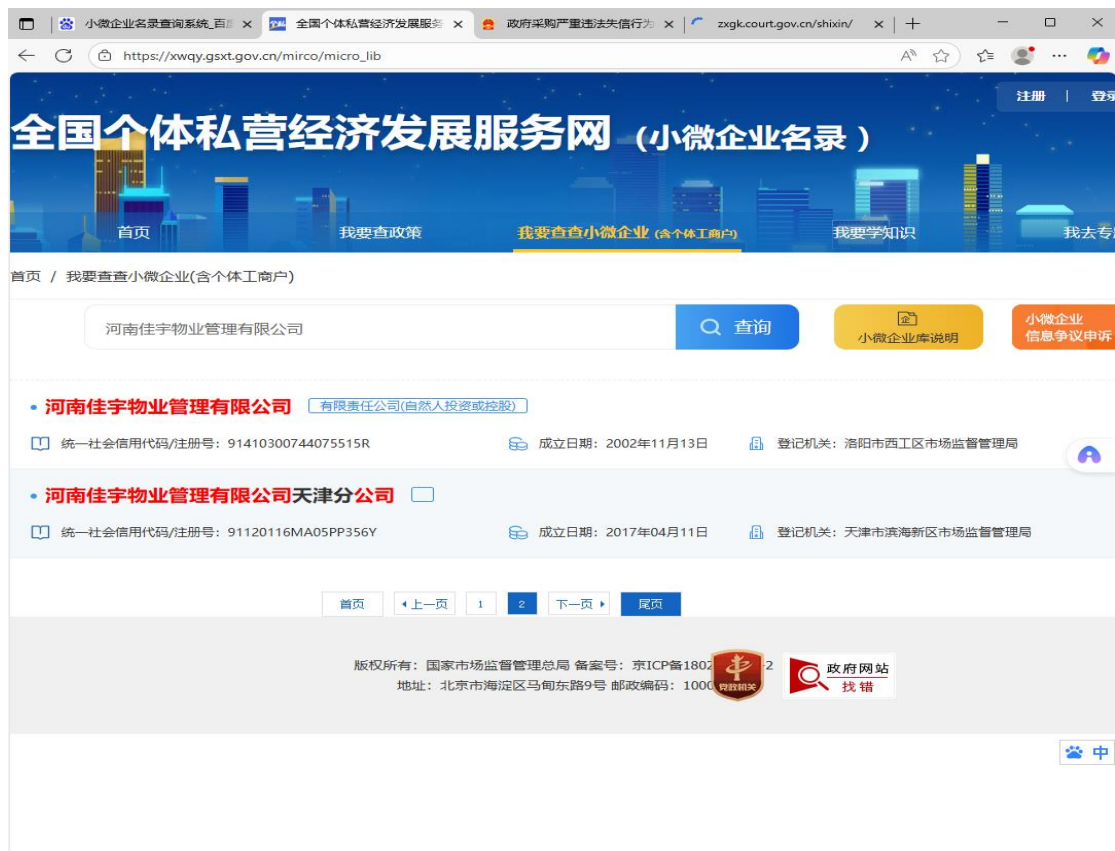 小微企业名录查询系统_百度
全国个体私营经济发展服务
政府采购严重违法失信行为
zxgk.court.gov.cn/shixin/
https://xwqy.gsxt.gov.cn/mirco/micro_lib
注册 | 登录
全国个体私营经济发展服务网（小微企业名录）
首页 我要查政策 我要查查小微企业 (含个体工商户) 我要学知识 我去专
首页 / 我要查查小微企业(含个体工商户)
河南佳宇物业管理有限公司 查询
小微企业库说明
小微企业
信息争议申诉
河南佳宇物业管理有限公司 有限责任公司(自然人投资或控股)
统一社会信用代码/注册号：91410300744075515R 成立日期：2002年11月13日 登记机关：洛阳市西工区市场监督管理局
河南佳宇物业管理有限公司天津分公司
统一社会信用代码/注册号：91120116MA05PP356Y 成立日期：2017年04月11日 登记机关：天津市滨海新区市场监督管理局
首页 上一页 1 2 下一页 尾页
版权所有：国家市场监督管理总局 备案号：京ICP备1802 2
地址：北京市海淀区马甸东路9号 邮政编码：1000
党政机关
政府网站
找错
中